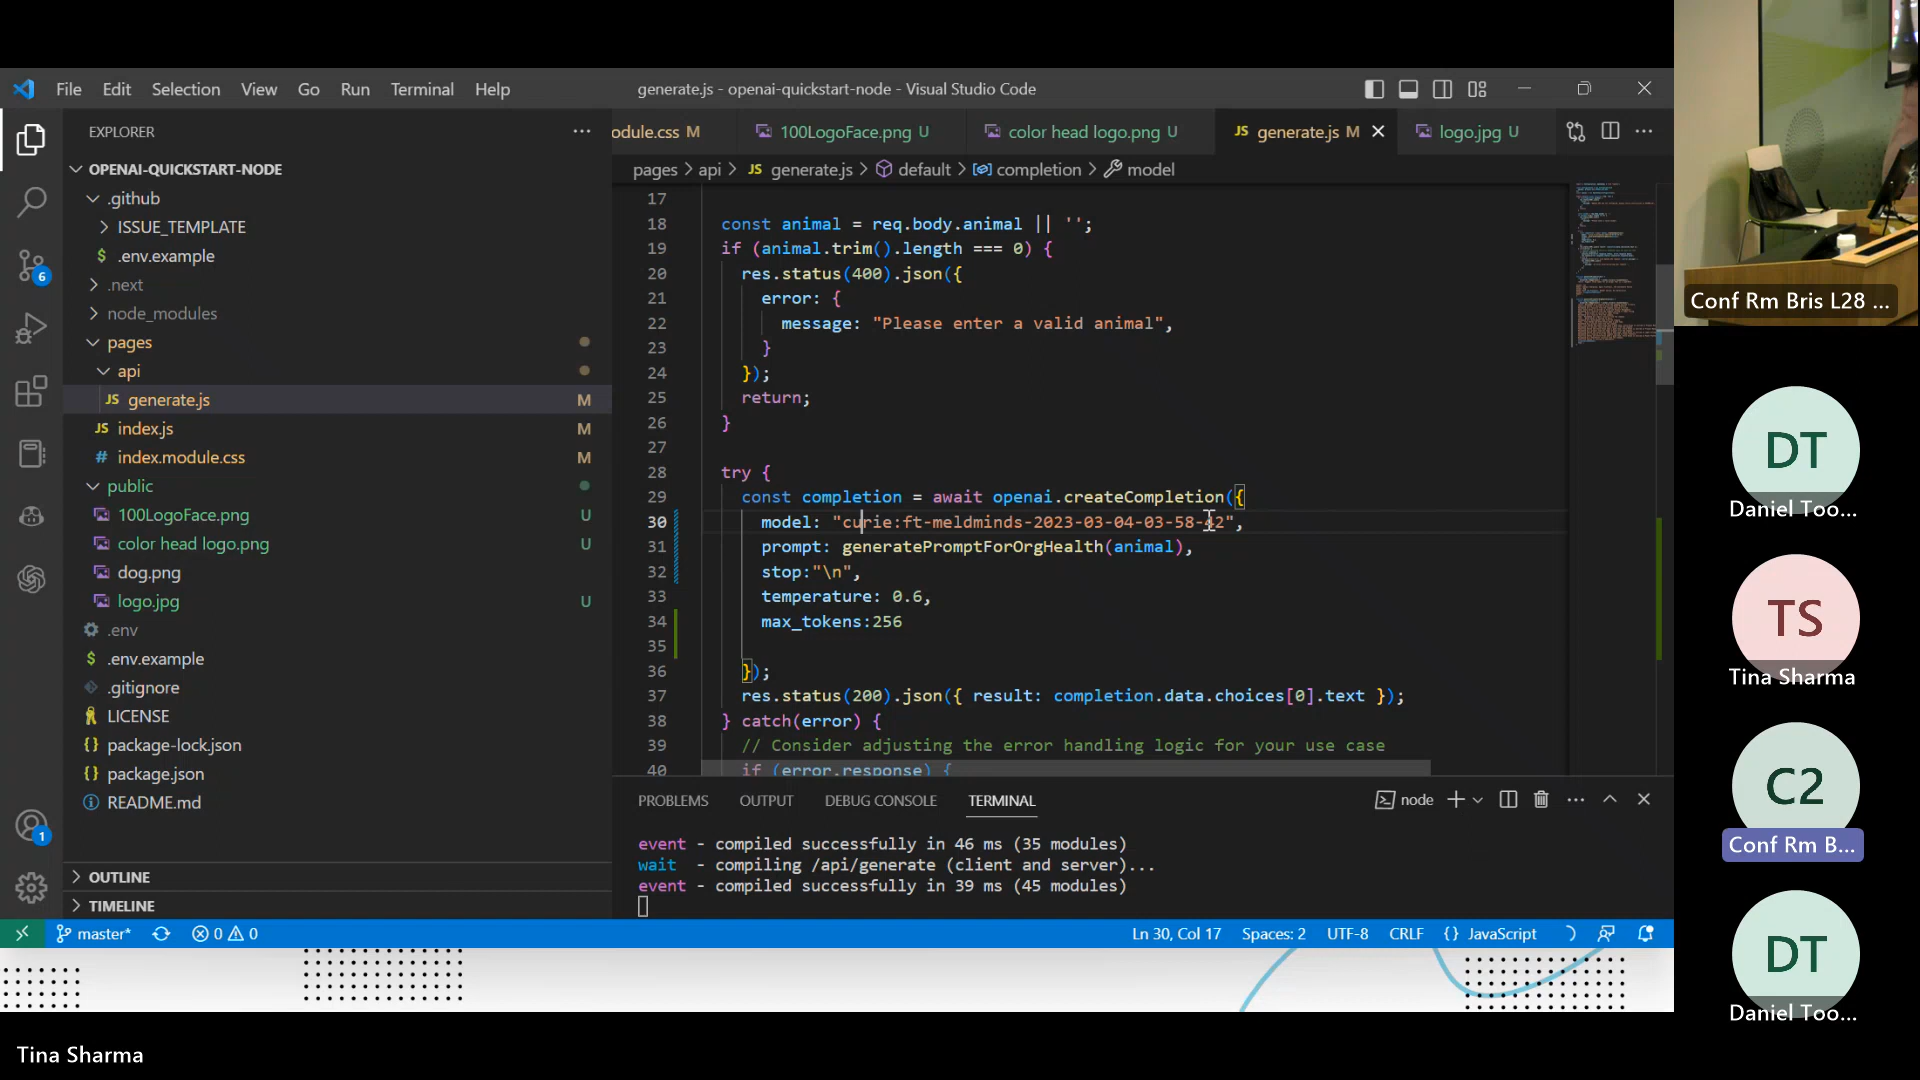 File Edit Selection View Go Run Terminal Help
generate.js - openai-quickstart-node - Visual Studio Code
EXPLORER
odule.css M
100LogoFace.png U
color head logo.png U
JS generate.js M
logo.jpg U
pages > api > JS generate.js > default > completion > model
OPENAI-QUICKSTART-NODE
.github
ISSUE_TEMPLATE
$ .env.example
.next
node_modules
pages
api
JS generate.js M
JS index.js M
# index.module.css M
public
100LogoFace.png U
color head logo.png U
dog.png
logo.jpg U
.env
$ .env.example
.gitignore
LICENSE
{} package-lock.json
{} package.json
README.md
OUTLINE
TIMELINE
6
1
17
18 const animal = req.body.animal || '';
19 if (animal.trim().length === 0) {
20 res.status(400).json({
21 error: {
22 message: "Please enter a valid animal",
23 }
24 });
25 return;
26 }
27
28 try {
29 const completion = await openai.createCompletion({
30 model: "curie:ft-meldminds-2023-03-04-03-58-42",
31 prompt: generatePromptForOrgHealth(animal),
32 stop:"\n",
33 temperature: 0.6,
34 max_tokens:256
35
36 });
37 res.status(200).json({ result: completion.data.choices[0].text });
38 } catch(error) {
39 // Consider adjusting the error handling logic for your use case
40 if (error.response) {
PROBLEMS OUTPUT DEBUG CONSOLE TERMINAL
node
event - compiled successfully in 46 ms (35 modules)
wait - compiling /api/generate (client and server)...
event - compiled successfully in 39 ms (45 modules)
master* 0 0
Ln 30, Col 17 Spaces: 2 UTF-8 CRLF {} JavaScript
Conf Rm Bris L28 ...
DT
Daniel Too...
TS
Tina Sharma
C2
Conf Rm B...
DT
Daniel Too...
Tina Sharma